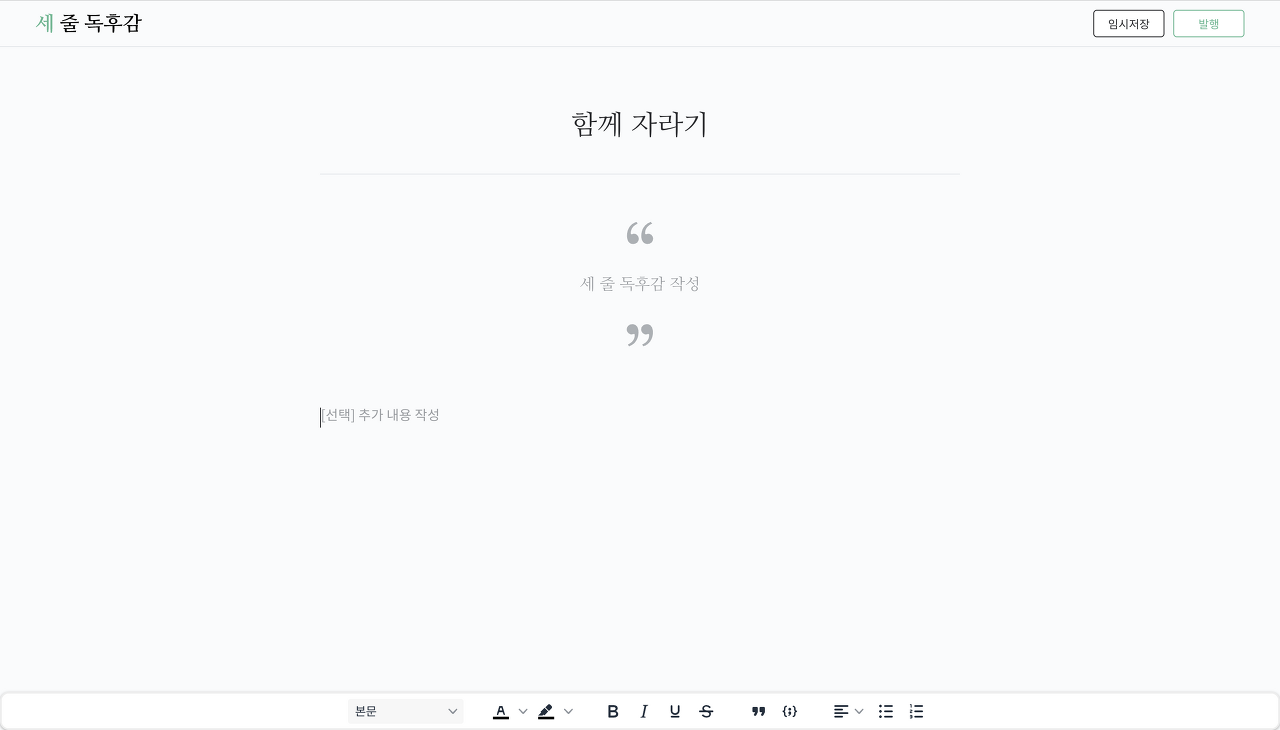 세 줄 독후감
임시저장
발행
함께 자라기
“
세 줄 독후감 작성
”
[선택] 추가 내용 작성
본문
A
B
I
U
S
{;}